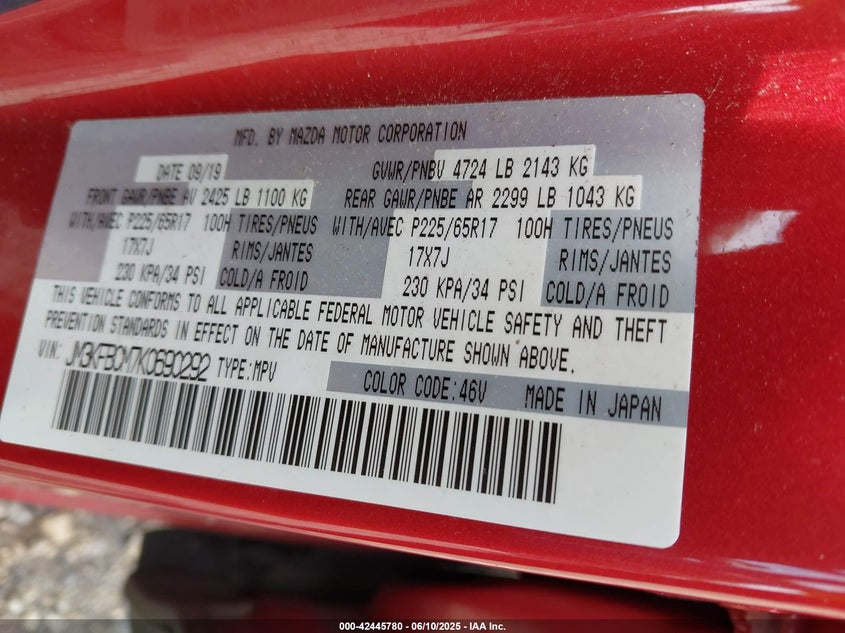 MFD. BY MAZDA MOTOR CORPORATION
DATE 09/19 GVWR/PNBV 4724 LB 2143 KG
FRONT GAWR/PNBE AV 2425 LB 1100 KG REAR GAWR/PNBE AR 2299 LB 1043 KG
WITH/AVEC P225/65R17 100H TIRES/PNEUS WITH/AVEC P225/65R17 100H TIRES/PNEUS
17X7J RIMS/JANTES 17X7J RIMS/JANTES
230 KPA/34 PSI COLD/A FROID 230 KPA/34 PSI COLD/A FROID
THIS VEHICLE CONFORMS TO ALL APPLICABLE FEDERAL MOTOR VEHICLE SAFETY AND THEFT
PREVENTION STANDARDS IN EFFECT ON THE DATE OF MANUFACTURE SHOWN ABOVE.
VIN: JM3KFBCM7K0690292 TYPE:MPV
COLOR CODE:46V MADE IN JAPAN
000-42445780 - 06/10/2025 - IAA Inc.